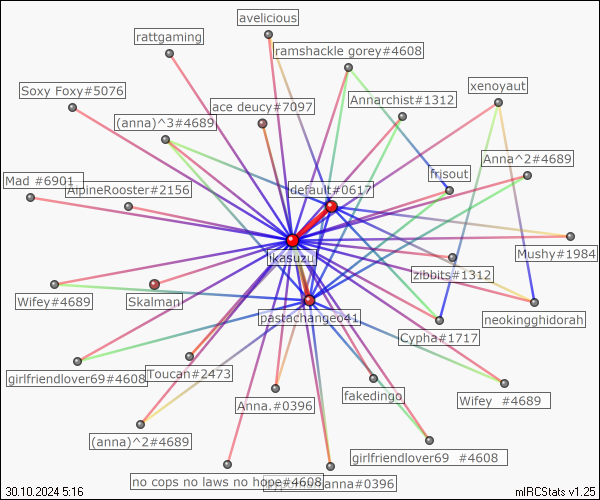 avelicious
rattgaming
ramshackle gorey#4608
xenoyaut
Soxy Foxy#5076
ace deucy#7097
Annarchist#1312
(anna)^3#4689
Anna^2#4689
frisout
Mad #6901
AlpineRooster#2156
default#0617
Mushy#1984
ikasuzu
zibbits#1312
Wifey#4689
Skalman
pastachangeo41
neokingghidorah
Cypha#1717
girlfriendlover69#4608
Toucan#2473
fakedingo
Wifey #4689
Anna.#0396
(anna)^2#4689
girlfriendlover69 #4608
no cops no laws no hope#4608
anna#0396
30.10.2024 5:16
mIRCStats v1.25